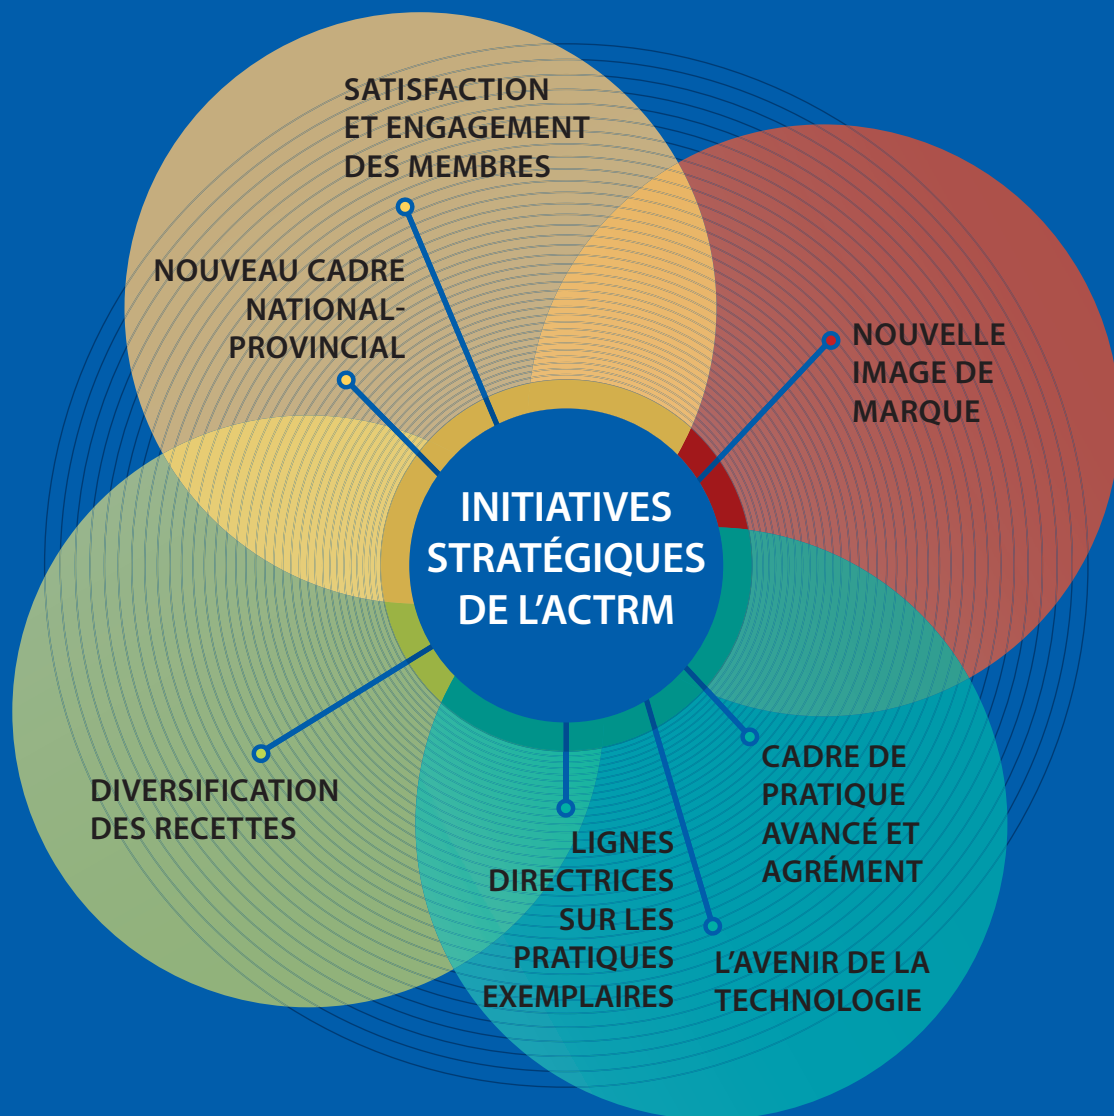 SATISFACTION
ET ENGAGEMENT
DES MEMBRES
NOUVEAU CADRE
NATIONAL-
PROVINCIAL
NOUVELLE
IMAGE DE
MARQUE
INITIATIVES
STRATÉGIQUES
DE L’ACTRM
DIVERSIFICATION
DES RECETTES
LIGNES
DIRECTRICES
SUR LES
PRATIQUES
EXEMPLAIRES
L’AVENIR DE LA
TECHNOLOGIE
CADRE DE
PRATIQUE
AVANCÉ ET
AGRÉMENT